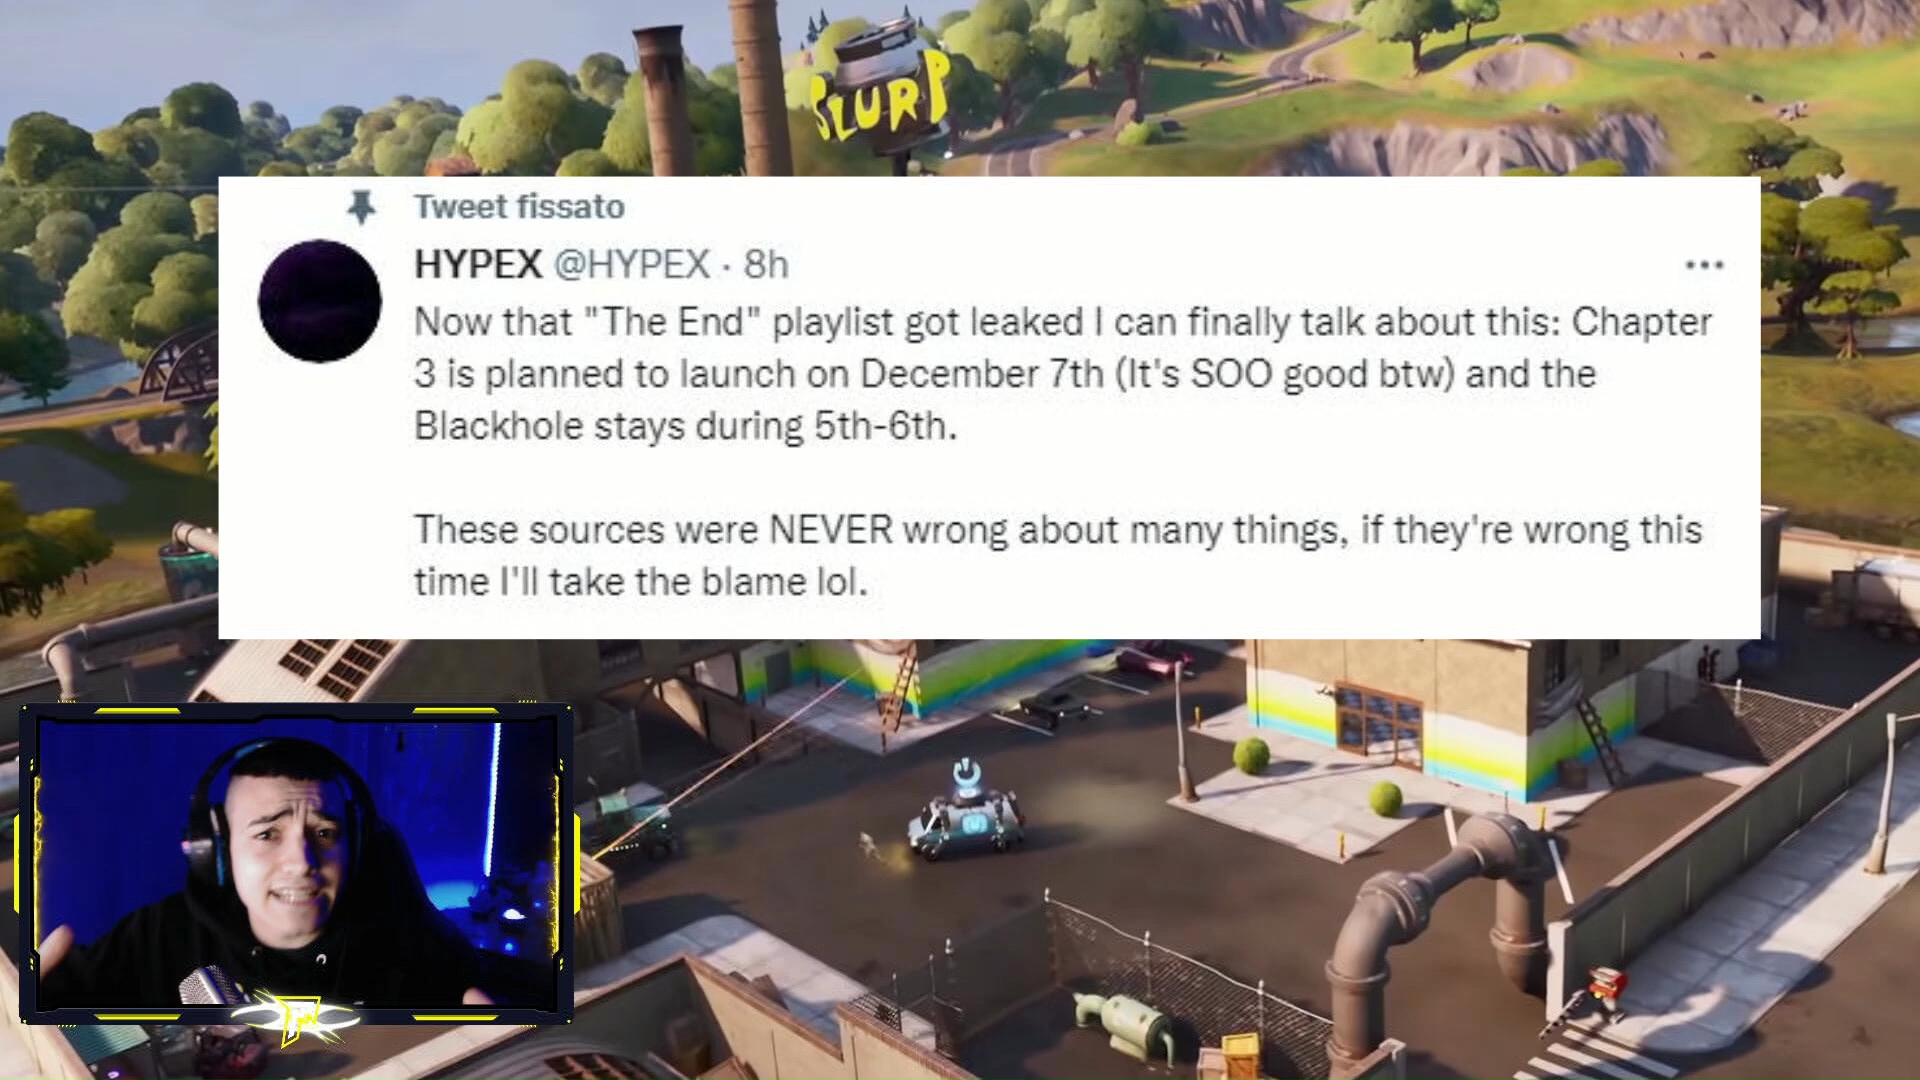 SLURP
Tweet fissato
HYPEX @HYPEX · 8h
Now that "The End" playlist got leaked I can finally talk about this: Chapter
3 is planned to launch on December 7th (It's SOO good btw) and the
Blackhole stays during 5th-6th.
These sources were NEVER wrong about many things, if they're wrong this
time I'll take the blame lol.